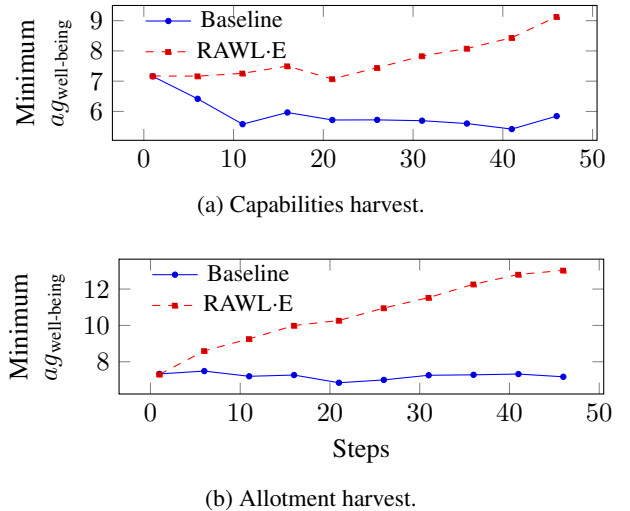 Minimum
ag_well-being
9
8
7
6
Baseline
RAWL·E
0 10 20 30 40 50
(a) Capabilities harvest.
Minimum
ag_well-being
12
10
8
Baseline
RAWL·E
0 10 20 30 40 50
Steps
(b) Allotment harvest.